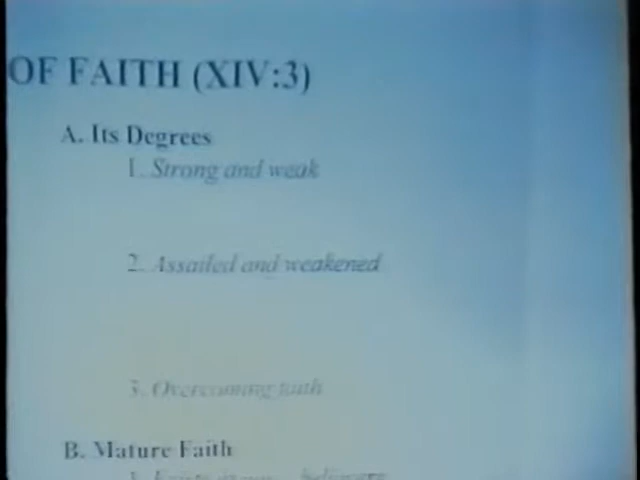 OF FAITH (XIV:3)
A. Its Degrees
1. Strong and weak
2. Assailed and weakened
3. Overcoming faith
B. Mature Faith
believers